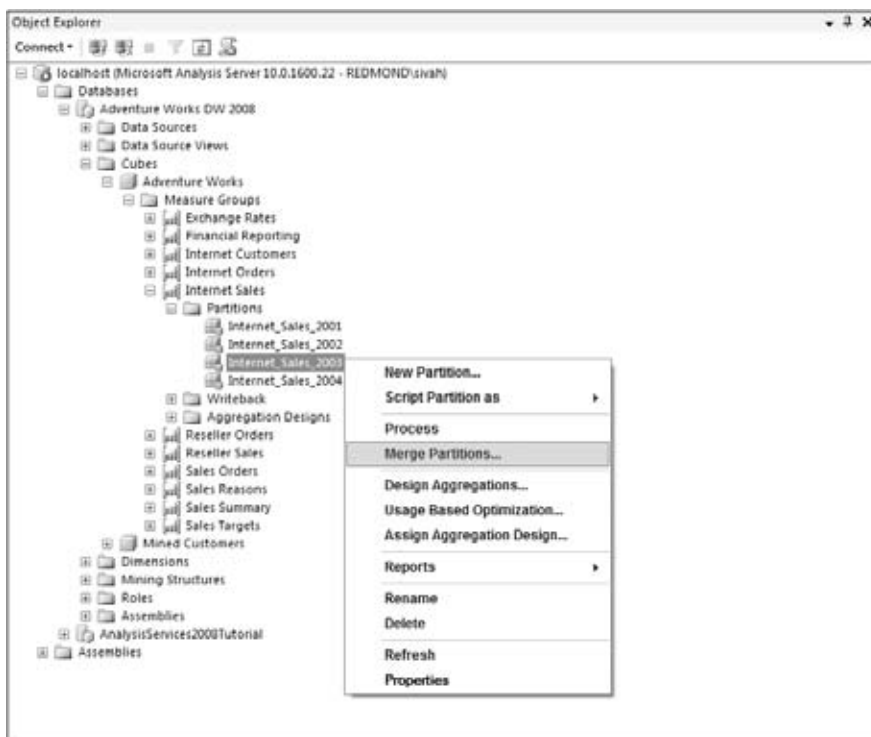 Object Explorer
Connect
localhost (Microsoft Analysis Server 10.0.1600.22 - REDMOND\sivah)
Databases
Adventure Works DW 2008
Data Sources
Data Source Views
Cubes
Adventure Works
Measure Groups
Exchange Rates
Financial Reporting
Internet Customers
Internet Orders
Internet Sales
Partitions
Internet_Sales_2001
Internet_Sales_2002
Internet_Sales_2003
Internet_Sales_2004
Writeback
Aggregation Designs
Reseller Orders
Reseller Sales
Sales Orders
Sales Reasons
Sales Summary
Sales Targets
Mined Customers
Dimensions
Mining Structures
Roles
Assemblies
AnalysisServices2008Tutorial
Assemblies
New Partition...
Script Partition as
Process
Merge Partitions...
Design Aggregations...
Usage Based Optimization...
Assign Aggregation Design...
Reports
Rename
Delete
Refresh
Properties